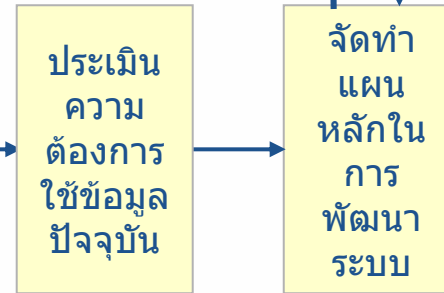 ประเมิน
ความ
ต้องการ
ใช้ข้อมูล
ปัจจุบัน
จัดทำ
แผน
หลักใน
การ
พัฒนา
ระบบ